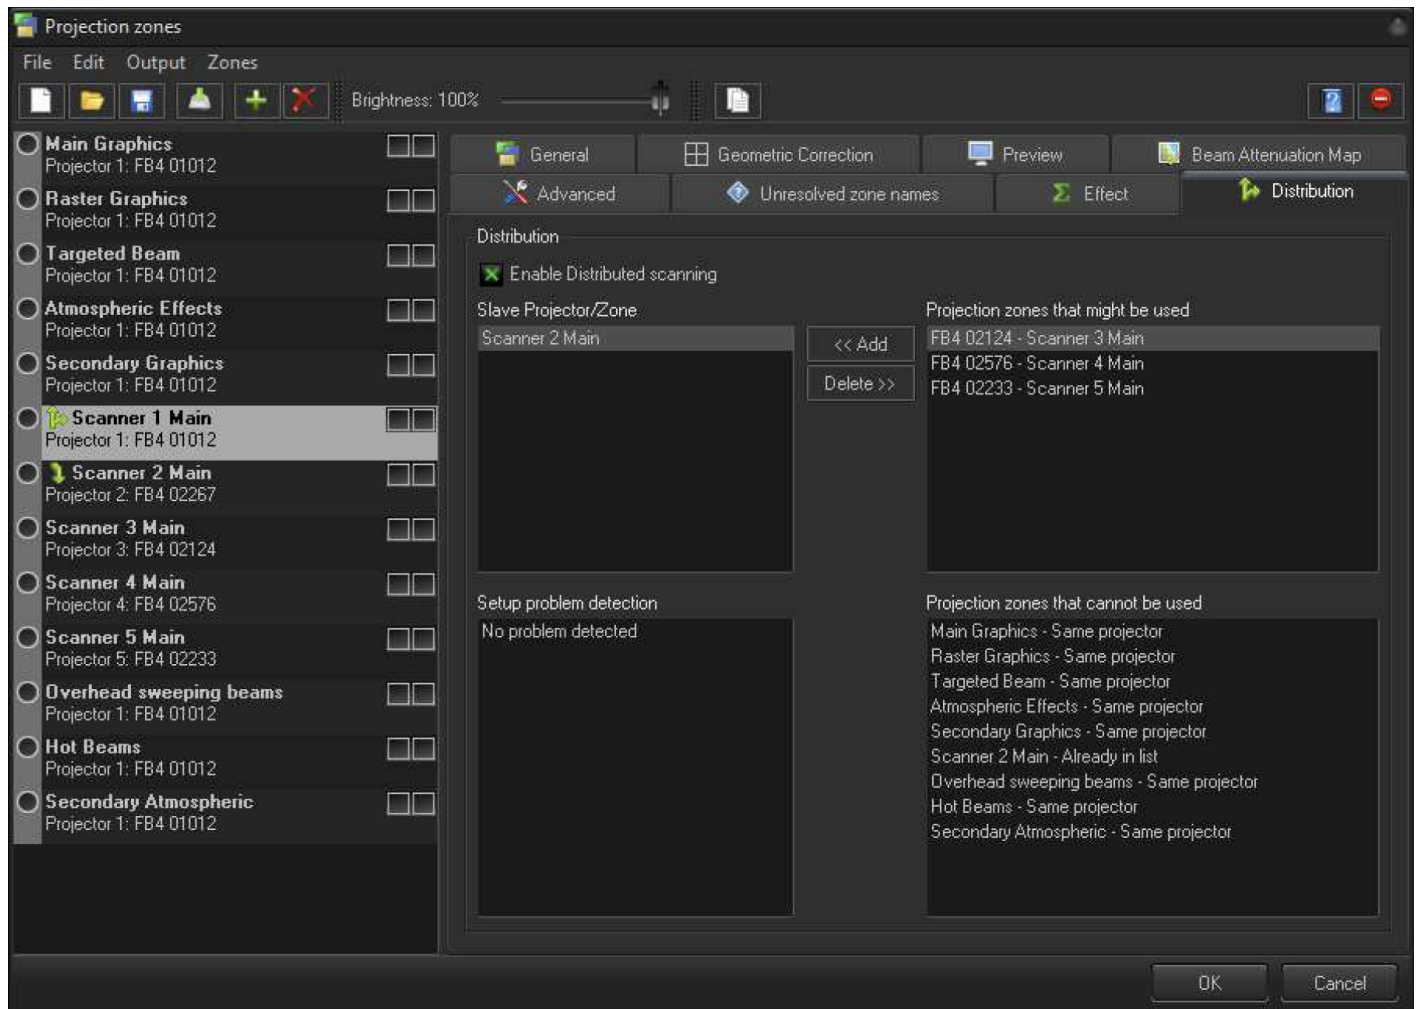 Projection zones
File Edit Output Zones
Brightness: 100%
Main Graphics
Projector 1: FB4 01012
Raster Graphics
Projector 1: FB4 01012
Targeted Beam
Projector 1: FB4 01012
Atmospheric Effects
Projector 1: FB4 01012
Secondary Graphics
Projector 1: FB4 01012
Scanner 1 Main
Projector 1: FB4 01012
Scanner 2 Main
Projector 2: FB4 02267
Scanner 3 Main
Projector 3: FB4 02124
Scanner 4 Main
Projector 4: FB4 02576
Scanner 5 Main
Projector 5: FB4 02233
Overhead sweeping beams
Projector 1: FB4 01012
Hot Beams
Projector 1: FB4 01012
Secondary Atmospheric
Projector 1: FB4 01012
General Geometric Correction Preview Beam Attenuation Map
Advanced Unresolved zone names Effect Distribution
Distribution
Enable Distributed scanning
Slave Projector/Zone
Scanner 2 Main
<< Add
Delete >>
Projection zones that might be used
FB4 02124 - Scanner 3 Main
FB4 02576 - Scanner 4 Main
FB4 02233 - Scanner 5 Main
Setup problem detection
No problem detected
Projection zones that cannot be used
Main Graphics - Same projector
Raster Graphics - Same projector
Targeted Beam - Same projector
Atmospheric Effects - Same projector
Secondary Graphics - Same projector
Scanner 2 Main - Already in list
Overhead sweeping beams - Same projector
Hot Beams - Same projector
Secondary Atmospheric - Same projector
OK Cancel